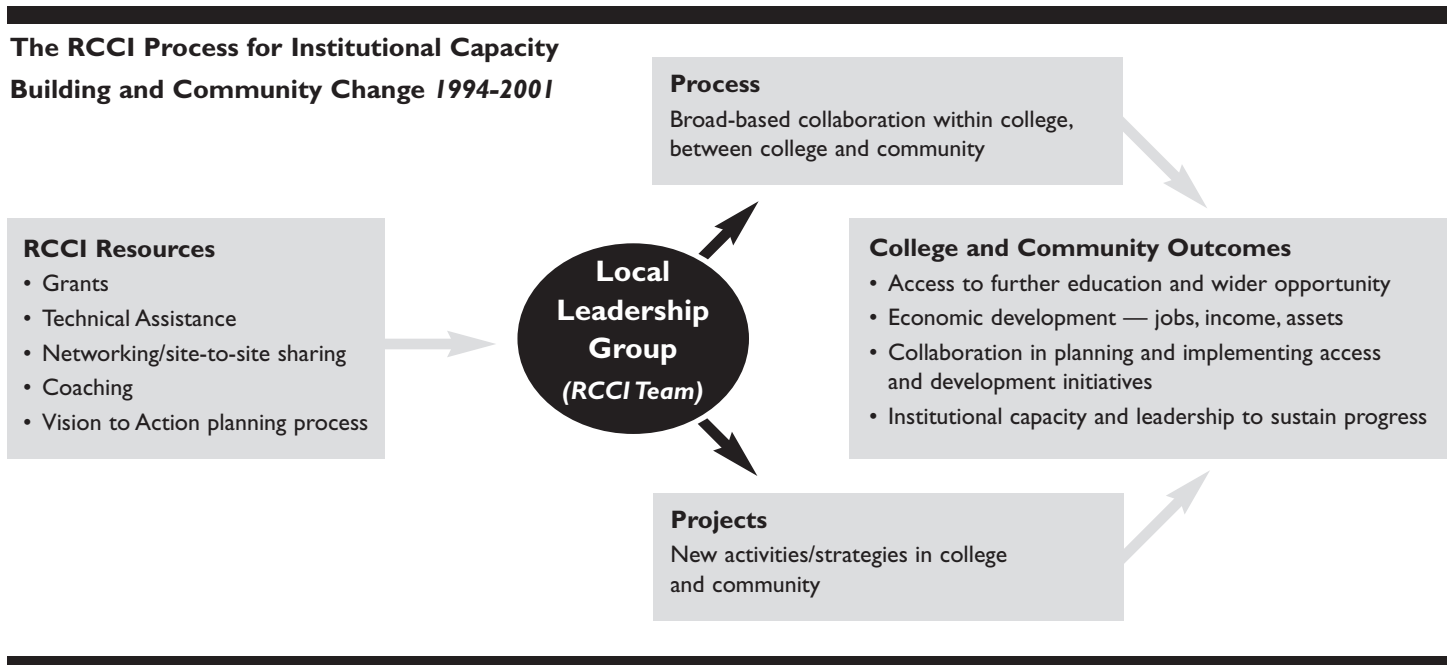 The RCCI Process for Institutional Capacity
Building and Community Change 1994-2001
Process
Broad-based collaboration within college,
between college and community
RCCI Resources
• Grants
• Technical Assistance
• Networking/site-to-site sharing
• Coaching
• Vision to Action planning process
Local
Leadership
Group
(RCCI Team)
College and Community Outcomes
• Access to further education and wider opportunity
• Economic development — jobs, income, assets
• Collaboration in planning and implementing access
and development initiatives
• Institutional capacity and leadership to sustain progress
Projects
New activities/strategies in college
and community